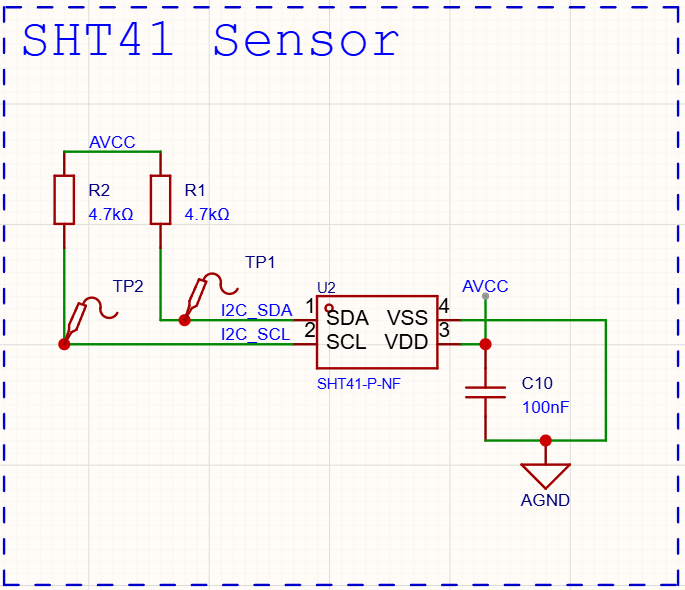 SHT41 Sensor
AVCC
R2
4.7kΩ
R1
4.7kΩ
TP2
TP1
I2C_SDA
I2C_SCL
U2
1
2
SDA
SCL
VSS
VDD
4
3
SHT41-P-NF
AVCC
C10
100nF
AGND